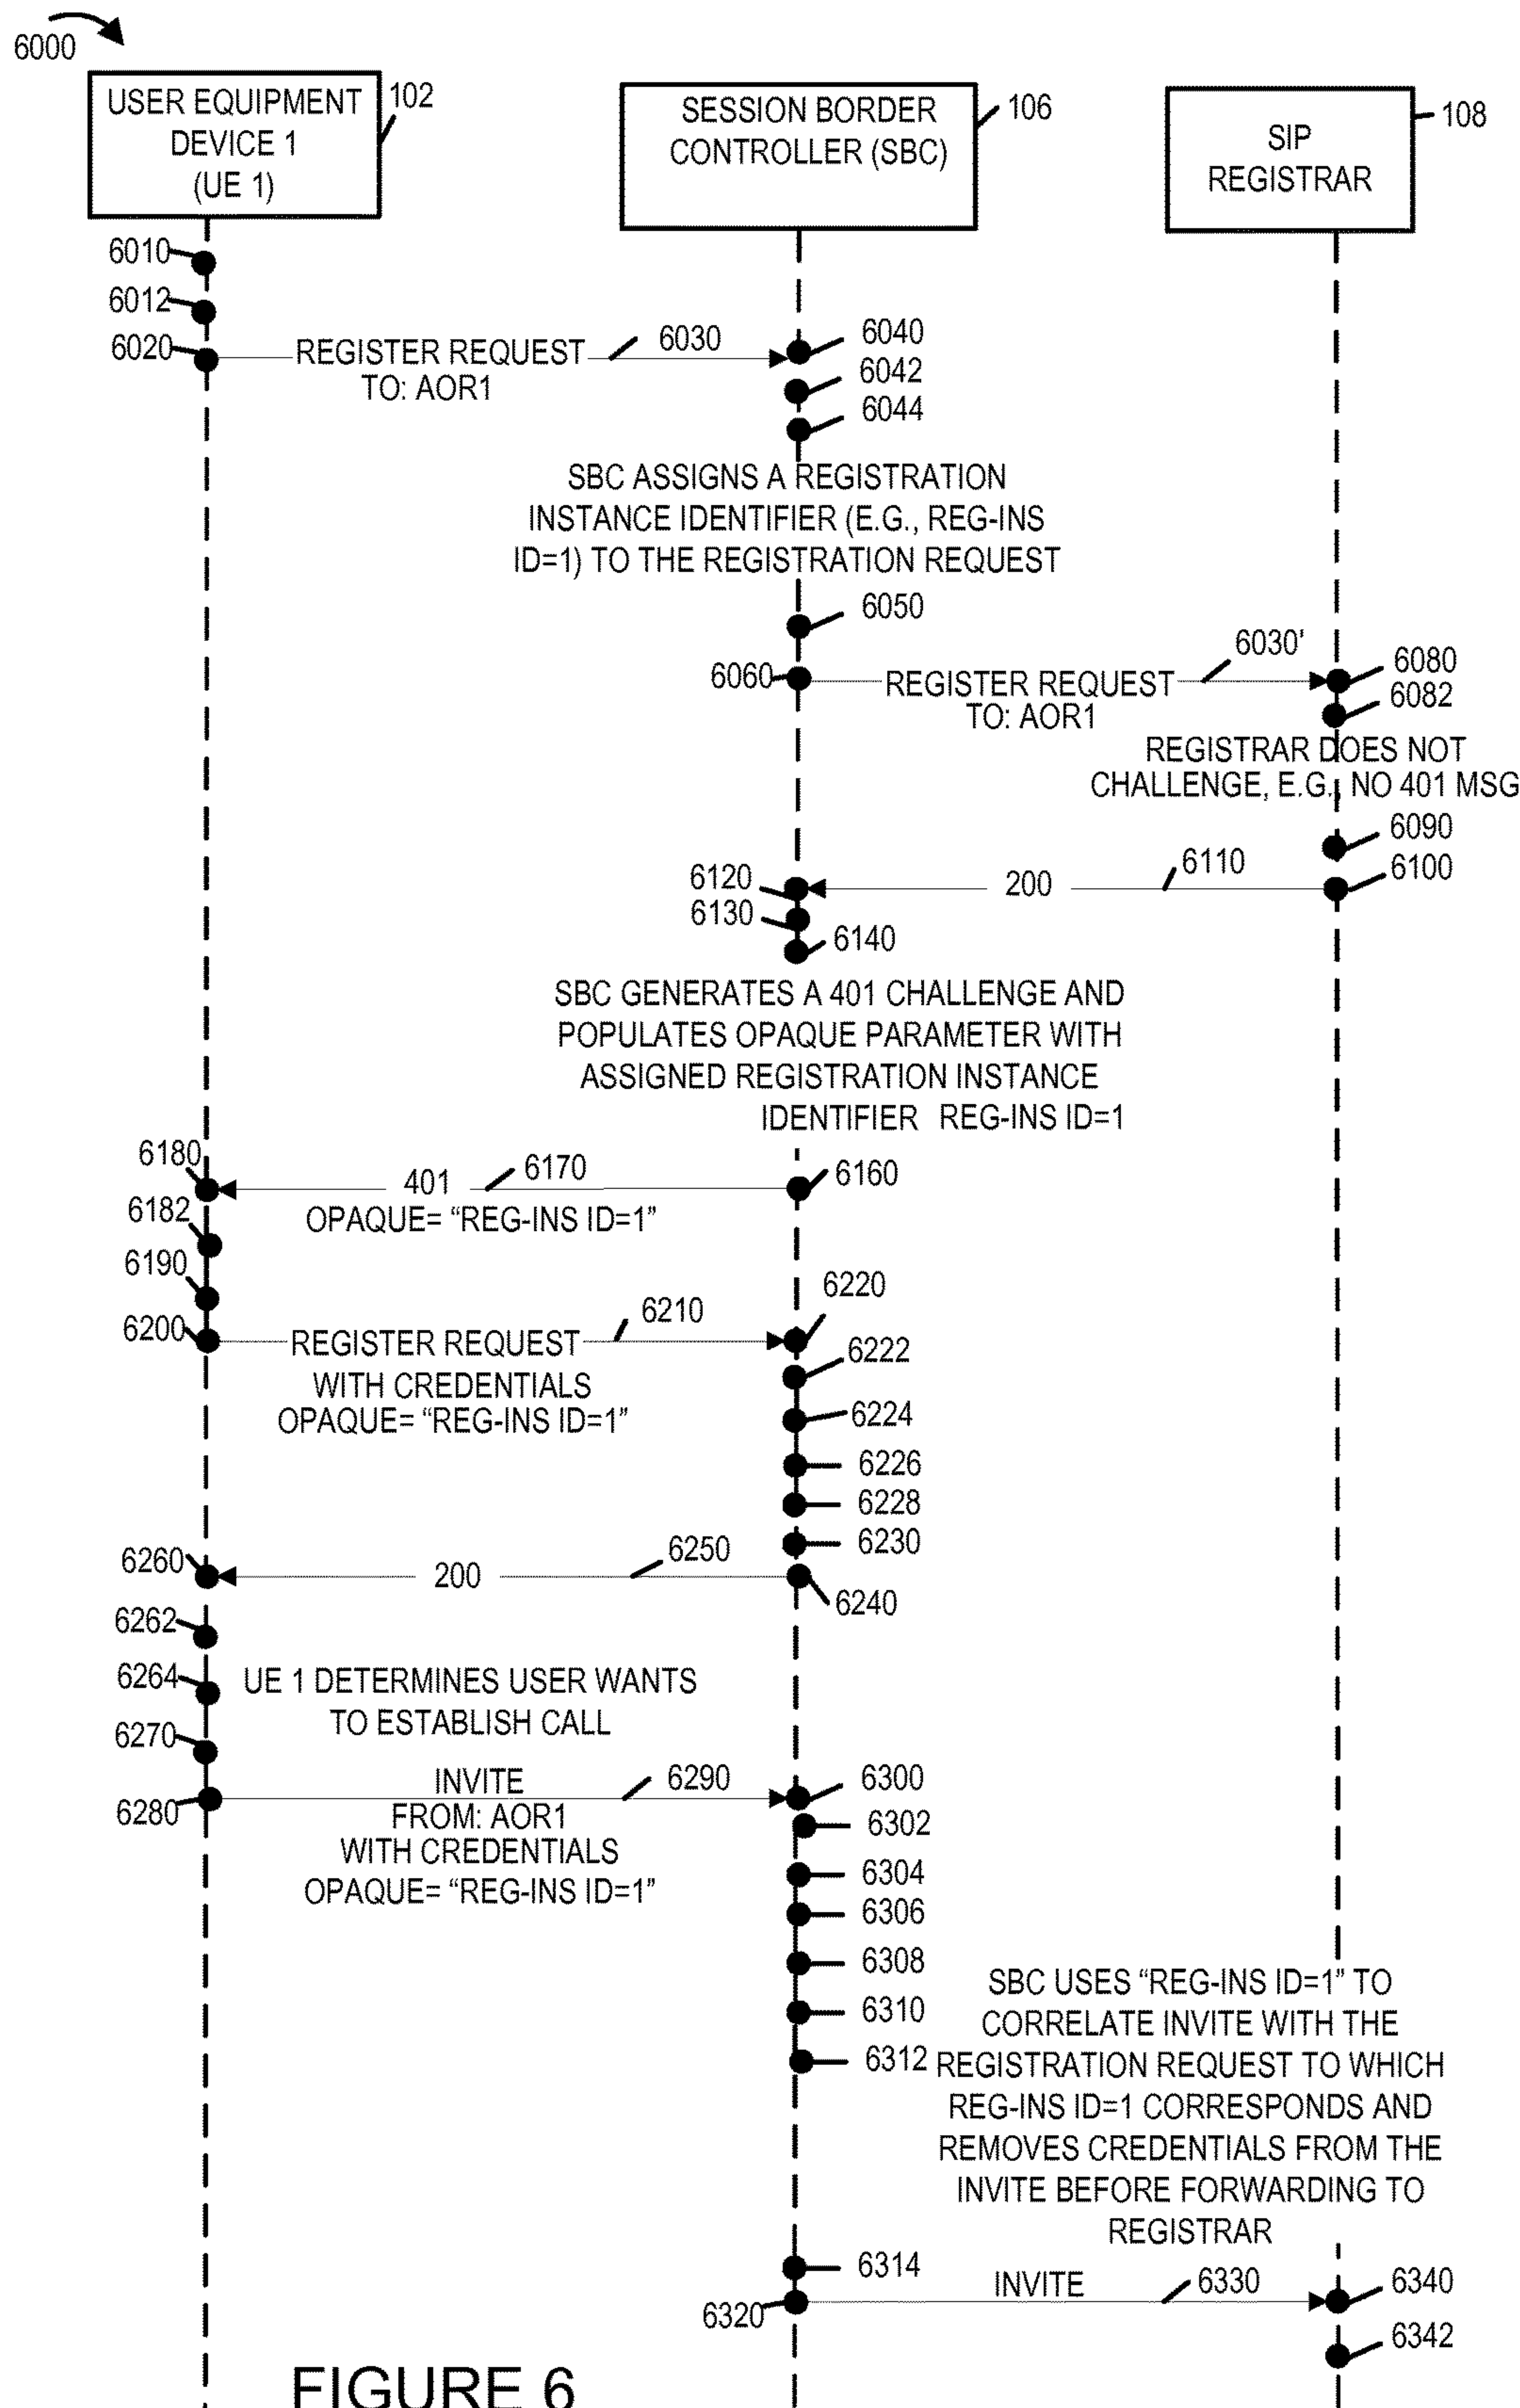 6000
USER EQUIPMENT
DEVICE 1
(UE 1)
102
SESSION BORDER
CONTROLLER (SBC)
106
SIP
REGISTRAR
108
6010
6012
6020
REGISTER REQUEST
TO: AOR1
6030
6040
6042
6044
SBC ASSIGNS A REGISTRATION
INSTANCE IDENTIFIER (E.G., REG-INS
ID=1) TO THE REGISTRATION REQUEST
6050
6060
REGISTER REQUEST
TO: AOR1
6030'
6080
6082
REGISTRAR DOES NOT
CHALLENGE, E.G., NO 401 MSG
6090
6100
6110
200
6120
6130
6140
SBC GENERATES A 401 CHALLENGE AND
POPULATES OPAQUE PARAMETER WITH
ASSIGNED REGISTRATION INSTANCE
IDENTIFIER REG-INS ID=1
6160
6170
401
OPAQUE= “REG-INS ID=1”
6180
6182
6190
6200
REGISTER REQUEST
WITH CREDENTIALS
OPAQUE= “REG-INS ID=1”
6210
6220
6222
6224
6226
6228
6230
6240
6250
200
6260
6262
6264
UE 1 DETERMINES USER WANTS
TO ESTABLISH CALL
6270
6280
INVITE
FROM: AOR1
WITH CREDENTIALS
OPAQUE= “REG-INS ID=1”
6290
6300
6302
6304
6306
6308
6310
6312
SBC USES “REG-INS ID=1” TO
CORRELATE INVITE WITH THE
REGISTRATION REQUEST TO WHICH
REG-INS ID=1 CORRESPONDS AND
REMOVES CREDENTIALS FROM THE
INVITE BEFORE FORWARDING TO
REGISTRAR
6314
6320
INVITE
6330
6340
6342
FIGURE 6